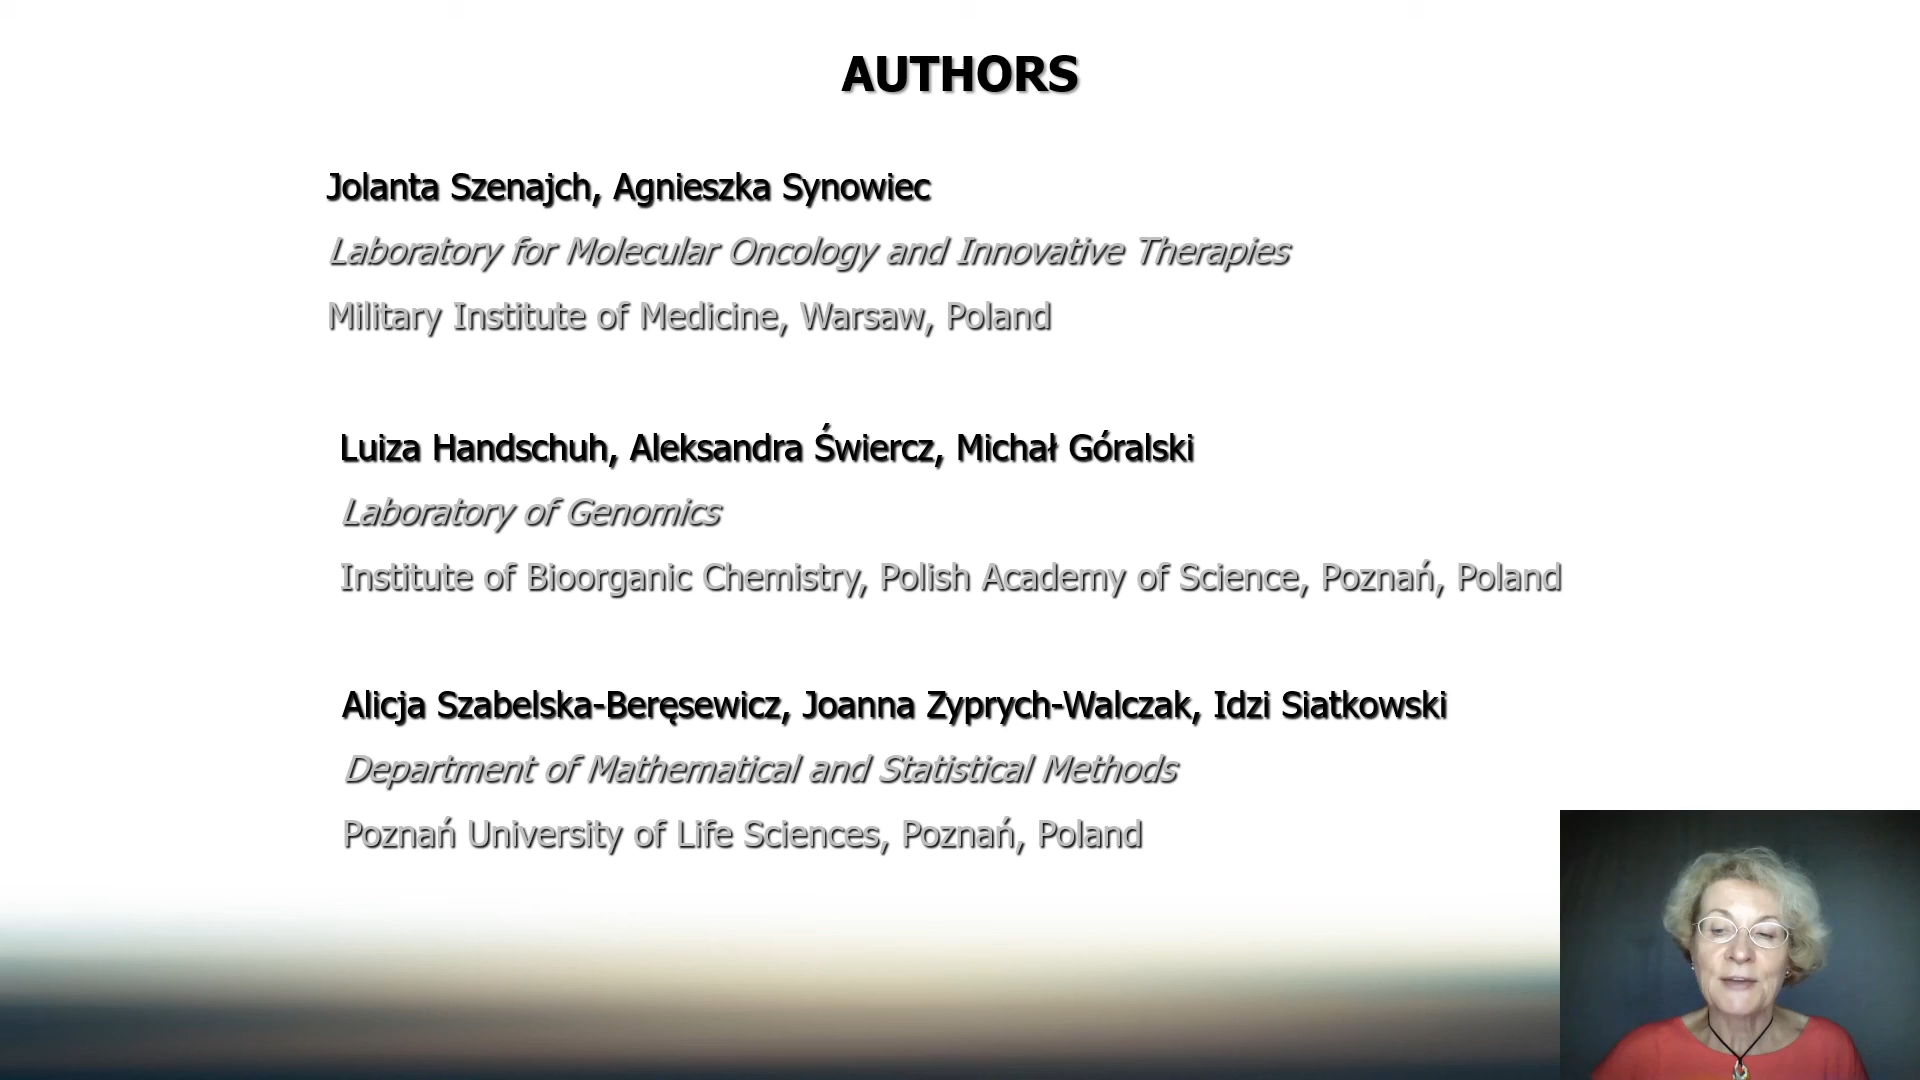 AUTHORS
Jolanta Szenajch, Agnieszka Synowiec
Laboratory for Molecular Oncology and Innovative Therapies
Military Institute of Medicine, Warsaw, Poland
Luiza Handschuh, Aleksandra Świercz, Michał Góralski
Laboratory of Genomics
Institute of Bioorganic Chemistry, Polish Academy of Science, Poznań, Poland
Alicja Szabelska-Beręsewicz, Joanna Zyprych-Walczak, Idzi Siatkowski
Department of Mathematical and Statistical Methods
Poznań University of Life Sciences, Poznań, Poland